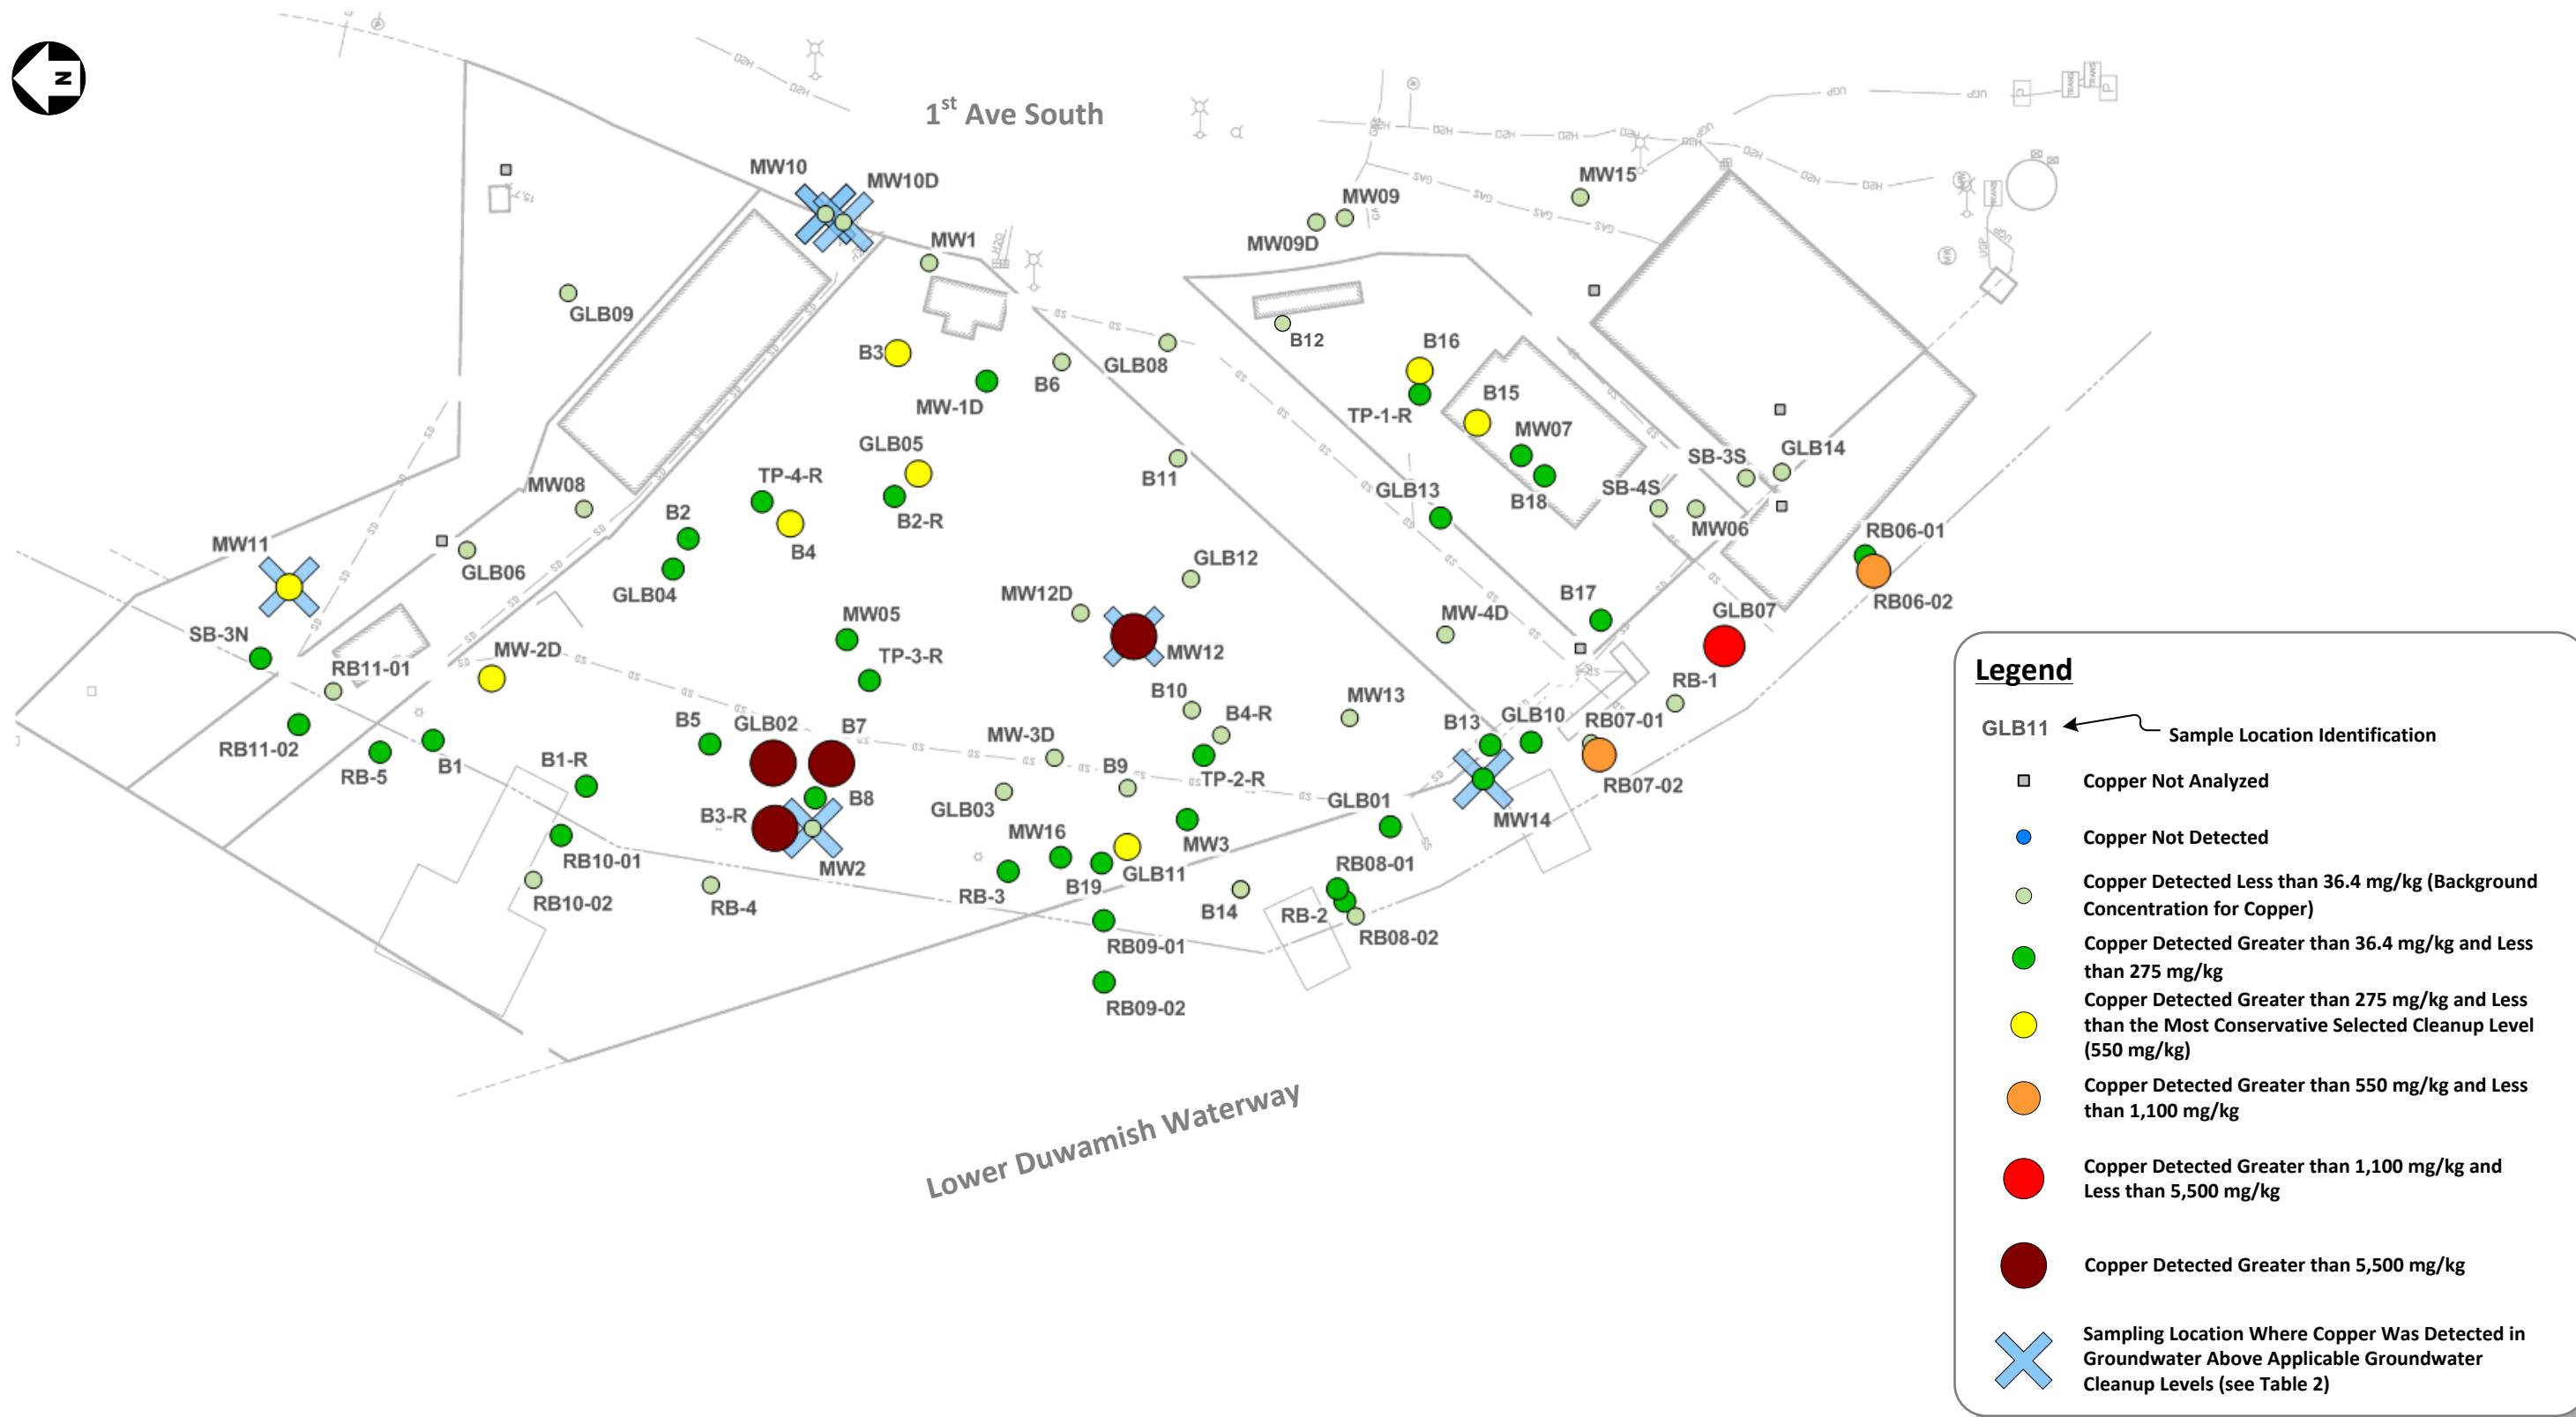 N
1st Ave South
MW10
MW10D
MW15
MW09
MW09D
MW1
GLB09
B3
MW-1D
B6
GLB08
B12
B16
TP-1-R
B15
MW07
B18
GLB05
B2-R
TP-4-R
B4
B11
GLB13
SB-3S
GLB14
SB-4S
MW06
MW08
B2
GLB04
MW11
GLB06
GLB12
MW12D
MW12
MW-4D
B17
GLB07
RB06-01
RB06-02
SB-3N
RB11-01
MW-2D
MW05
TP-3-R
RB-1
B10
B4-R
MW13
B13
GLB10
RB07-01
RB07-02
RB11-02
RB-5
B1
B1-R
B5
GLB02
B7
MW-3D
B9
TP-2-R
GLB03
B8
B3-R
MW2
MW14
GLB01
MW16
MW3
RB10-01
RB10-02
RB-4
RB-3
B19
GLB11
RB08-01
B14
RB-2
RB08-02
RB09-01
RB09-02
Lower Duwamish Waterway
Legend
GLB11
Sample Location Identification
Copper Not Analyzed
Copper Not Detected
Copper Detected Less than 36.4 mg/kg (Background
Concentration for Copper)
Copper Detected Greater than 36.4 mg/kg and Less
than 275 mg/kg
Copper Detected Greater than 275 mg/kg and Less
than the Most Conservative Selected Cleanup Level
(550 mg/kg)
Copper Detected Greater than 550 mg/kg and Less
than 1,100 mg/kg
Copper Detected Greater than 1,100 mg/kg and
Less than 5,500 mg/kg
Copper Detected Greater than 5,500 mg/kg
Sampling Location Where Copper Was Detected in
Groundwater Above Applicable Groundwater
Cleanup Levels (see Table 2)